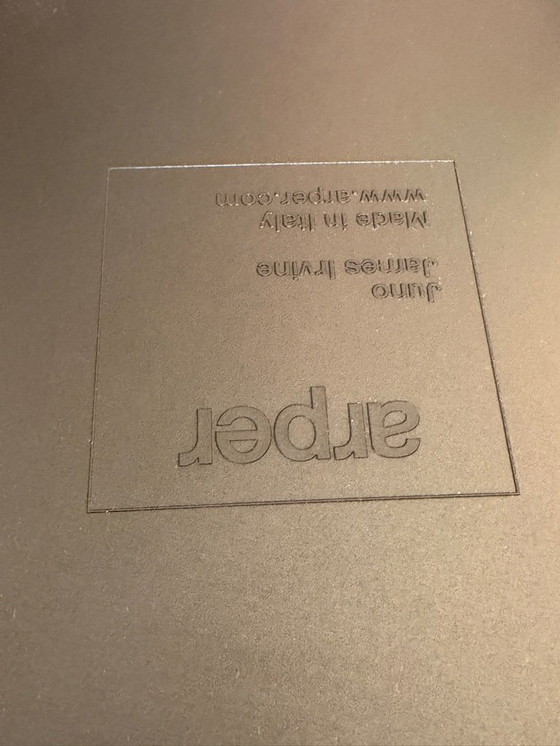 arper
Juno
James Irvine
Made in Italy
www.arper.com